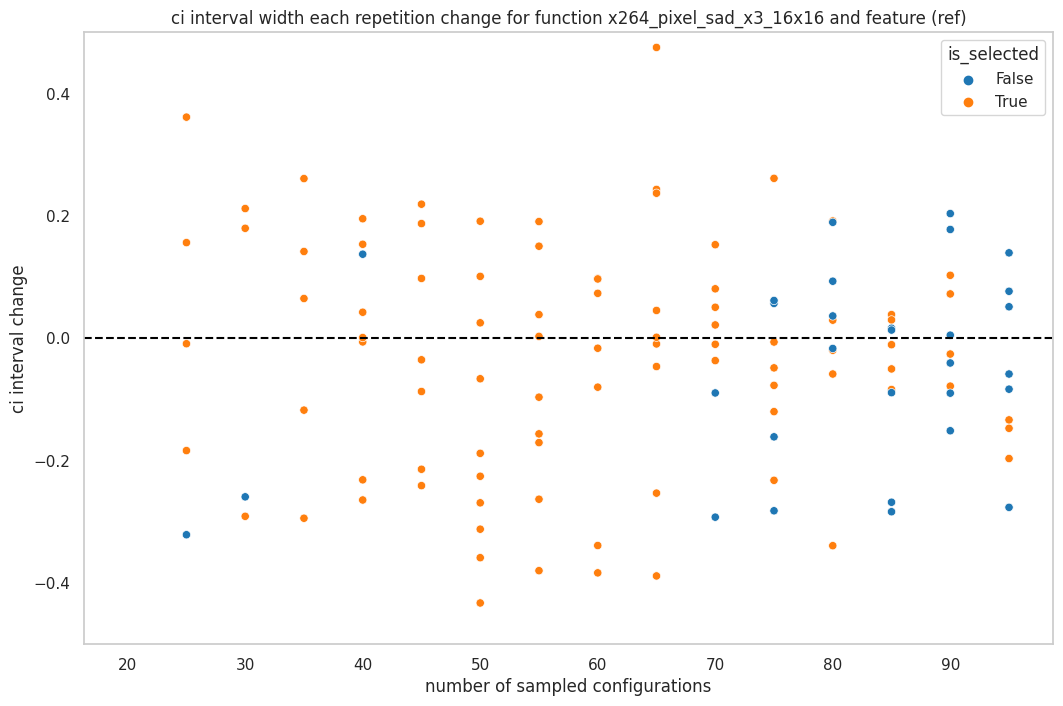 ci interval width each repetition change for function x264_pixel_sad_x3_16x16 and feature (ref)
is_selected
False
True
ci interval change
0.4
0.2
0.0
−0.2
−0.4
20 30 40 50 60 70 80 90
number of sampled configurations